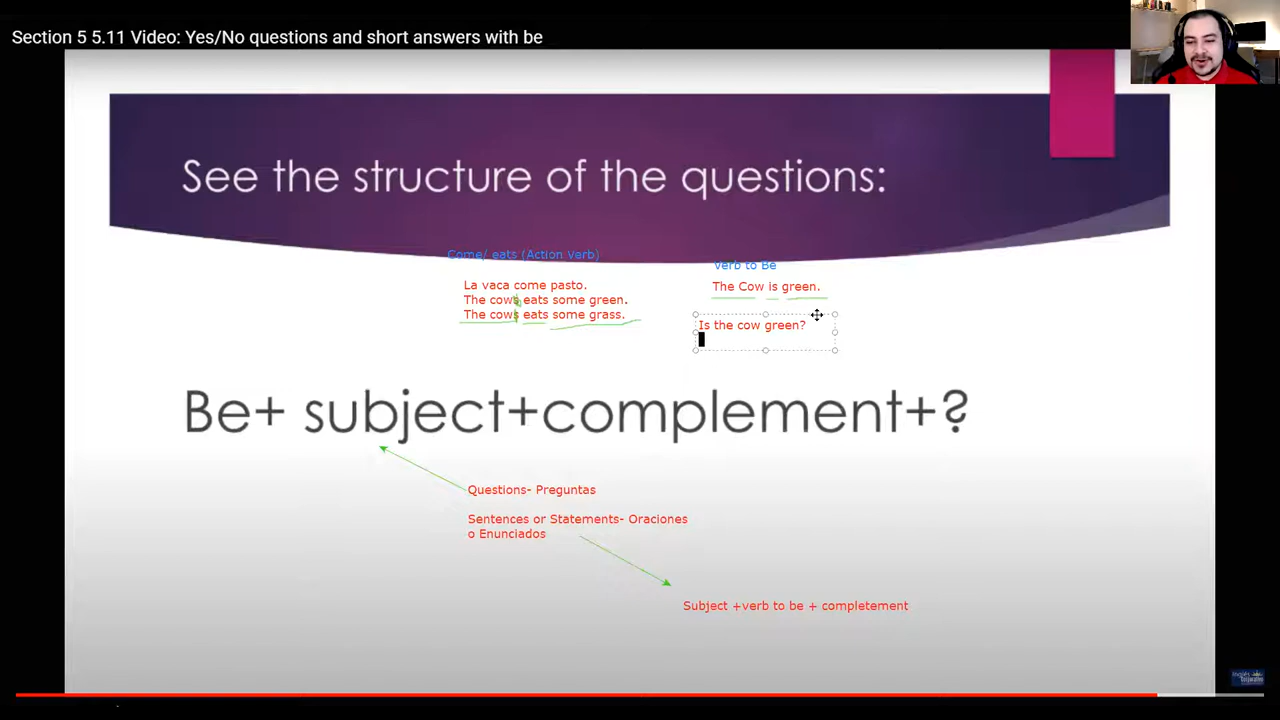 Section 5 5.11 Video: Yes/No questions and short answers with be
See the structure of the questions:
Come/ eats (Action Verb)
Verb to Be
La vaca come pasto.
The cows eats some green.
The cows eats some grass.
The Cow is green.
Is the cow green?
Be+ subject+complement+?
Questions- Preguntas
Sentences or Statements- Oraciones
o Enunciados
Subject +verb to be + completement